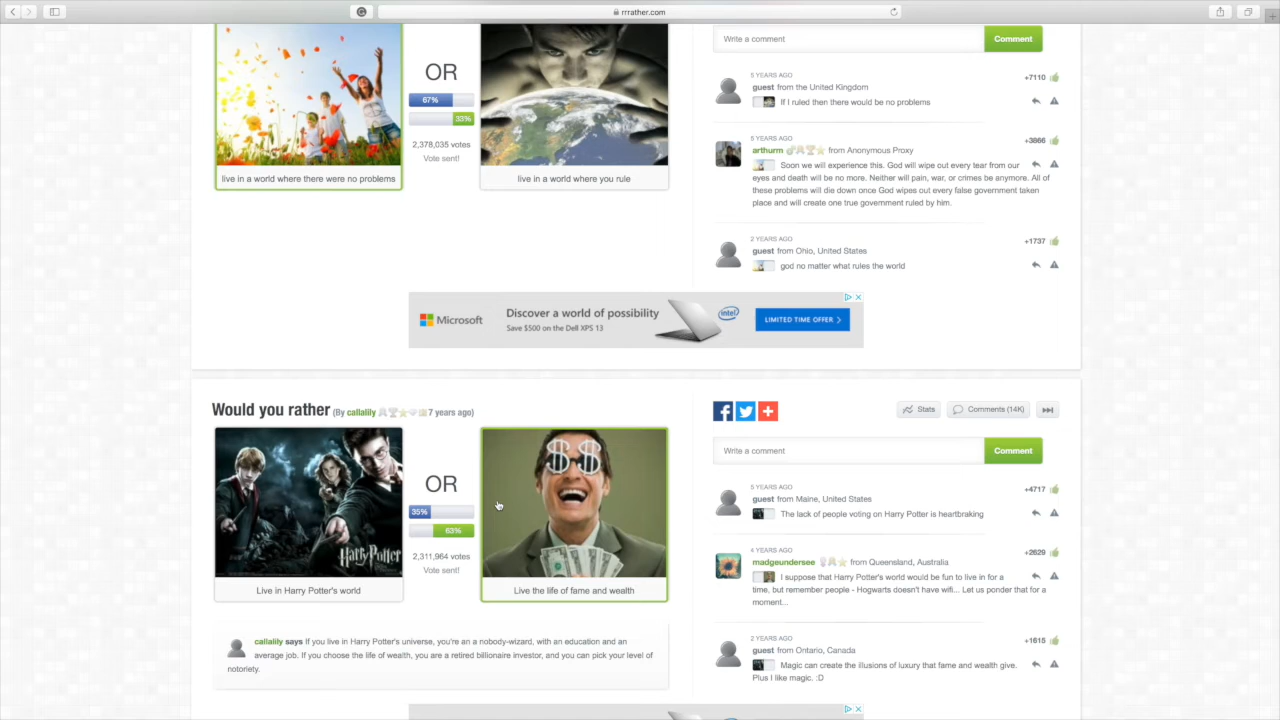 rrrather.com
OR
67%
33%
2,378,035 votes
Vote sent!
live in a world where there were no problems
live in a world where you rule
Write a comment
Comment
5 YEARS AGO
+7110
guest from the United Kingdom
If I ruled then there would be no problems
+3866
arthurm from Anonymous Proxy
Soon we will experience this. God will wipe out every tear from our
eyes and death will be no more. Neither will pain, war, or crimes be anymore. All of
these problems will die down once God wipes out every false government taken
place and will create one true government ruled by him.
2 YEARS AGO
+1737
guest from Ohio, United States
god no matter what rules the world
Microsoft
Discover a world of possibility
Save $500 on the Dell XPS 13
intel
LIMITED TIME OFFER
Would you rather (By callalily 7 years ago)
Harry Potter
OR
35%
63%
2,311,964 votes
Vote sent!
Live in Harry Potter's world
Live the life of fame and wealth
callalily says If you live in Harry Potter's universe, you're an nobody-wizard, with an education and an
average job. If you choose the life of wealth, you are a retired billionaire investor, and you can pick your level of
notoriety.
Stats
Comments (14K)
Write a comment
Comment
5 YEARS AGO
+4717
guest from Maine, United States
The lack of people voting on Harry Potter is heartbraking
4 YEARS AGO
+2629
madgeundersee from Queensland, Australia
I suppose that Harry Potter's world would be fun to live in for a
time, but remember people - Hogwarts doesn't have wifi... Let us ponder that for a
moment...
2 YEARS AGO
+1615
guest from Ontario, Canada
Magic can create the illusions of luxury that fame and wealth give.
Plus I like magic. :D